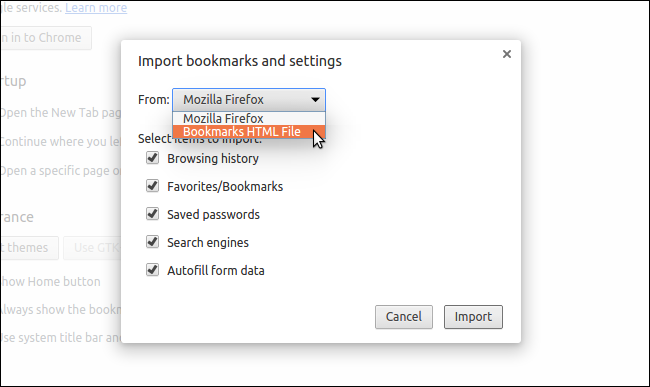 le services. Learn more
n in to Chrome
Import bookmarks and settings
From: Mozilla Firefox
Mozilla Firefox
Bookmarks HTML File
Select items to import:
Browsing history
Favorites/Bookmarks
Saved passwords
Search engines
Autofill form data
Cancel Import
rtup
Open the New Tab pag
Continue where you le
Open a specific page o
rance
t themes Use GTK
how Home button
Always show the bookm
Use system title bar an